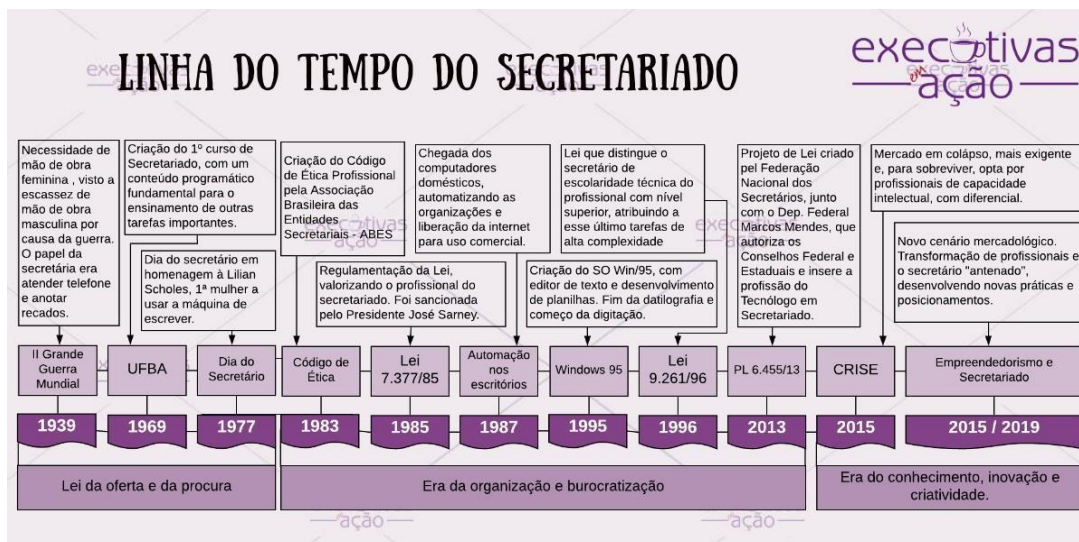 LINHA DO TEMPO DO SECRETARIADO
executivas
em
ação
Necessidade de
mão de obra
feminina , visto a
escassez de
mão de obra
masculina por
causa da guerra.
O papel da
secretária era
atender telefone
e anotar
recados.
Criação do 1º curso de
Secretariado, com um
conteúdo programático
fundamental para o
ensinamento de outras
tarefas importantes.
Dia do secretário em
homenagem à Lilian
Scholes, 1ª mulher a
usar a máquina de
escrever.
Criação do Código
de Ética Profissional
pela Associação
Brasileira das
Entidades
Secretariais - ABES
Regulamentação da Lei,
valorizando o profissional do
secretariado. Foi sancionada
pelo Presidente José Sarney.
Chegada dos
computadores
domésticos,
automatizando as
organizações e
liberação da internet
para uso comercial.
Lei que distingue o
secretário de
escolaridade técnica do
profissional com nível
superior, atribuindo a
esse último tarefas de
alta complexidade
Criação do SO Win/95, com
editor de texto e desenvolvimento
de planilhas. Fim da datilografia e
começo da digitação.
Projeto de Lei criado
pel Federação
Nacional dos
Secretários, junto
com o Dep. Federal
Marcos Mendes, que
autoriza os
Conselhos Federal e
Estaduais e insere a
profissão do
Tecnólogo em
Secretariado.
Mercado em colápso, mais exigente
e, para sobreviver, opta por
profissionais de capacidade
intelectual, com diferencial.
Novo cenário mercadológico.
Transformação de profissionais e
o secretário "antenado",
desenvolvendo novas práticas e
posicionamentos.
II Grande
Guerra
Mundial
UFBA
Dia do
Secretário
Código de
Ética
Lei
7.377/85
Automação
nos
escritórios
Windows 95
Lei
9.261/96
PL 6.455/13
CRISE
Empreendedorismo e
Secretariado
1939
1969
1977
1983
1985
1987
1995
1996
2013
2015
2015 / 2019
Lei da oferta e da procura
Era da organização e burocratização
Era do conhecimento, inovação e
criatividade.
ação
ação